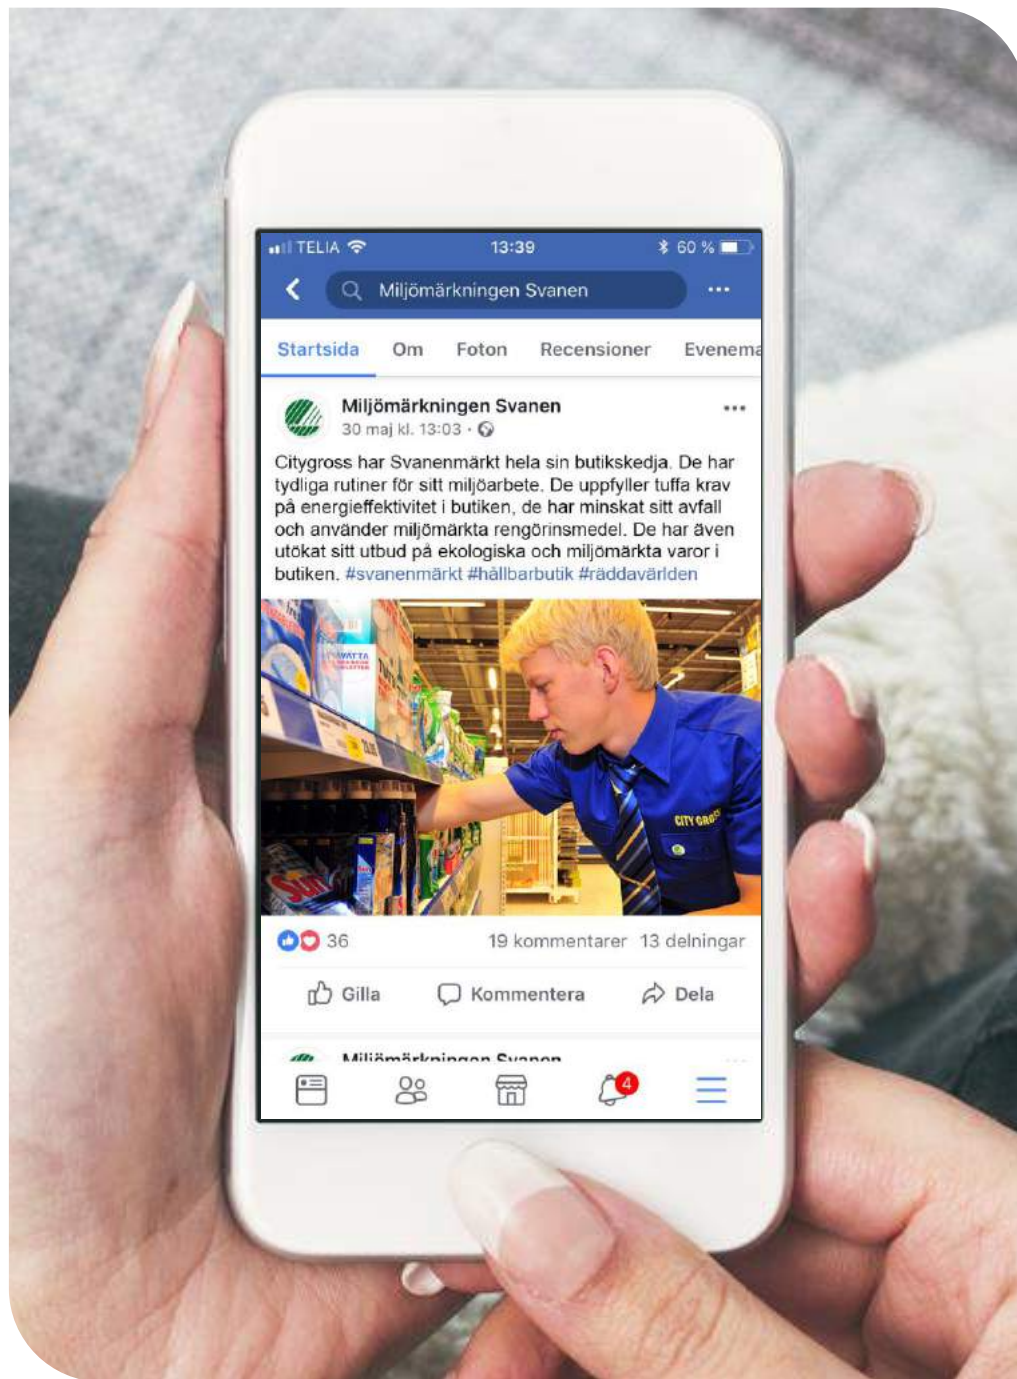 TELIA 13:39 60 %
Miljömärkningen Svanen
Startsida Om Foton Recensioner Evenema
Miljömärkningen Svanen
30 maj kl. 13:03 ·
Citygross har Svanenmärkt hela sin butikskedja. De har
tydliga rutiner för sitt miljöarbete. De uppfyller tuffa krav
på energieffektivitet i butiken, de har minskat sitt avfall
och använder miljömärkta rengörinsmedel. De har även
utökat sitt utbud på ekologiska och miljömärkta varor i
butiken. #svanenmärkt #hållbarbutik #räddavärlden
CITY GROSS
Sun
36 19 kommentarer 13 delningar
Gilla Kommentera Dela
Miljömärkningen Svanen
4